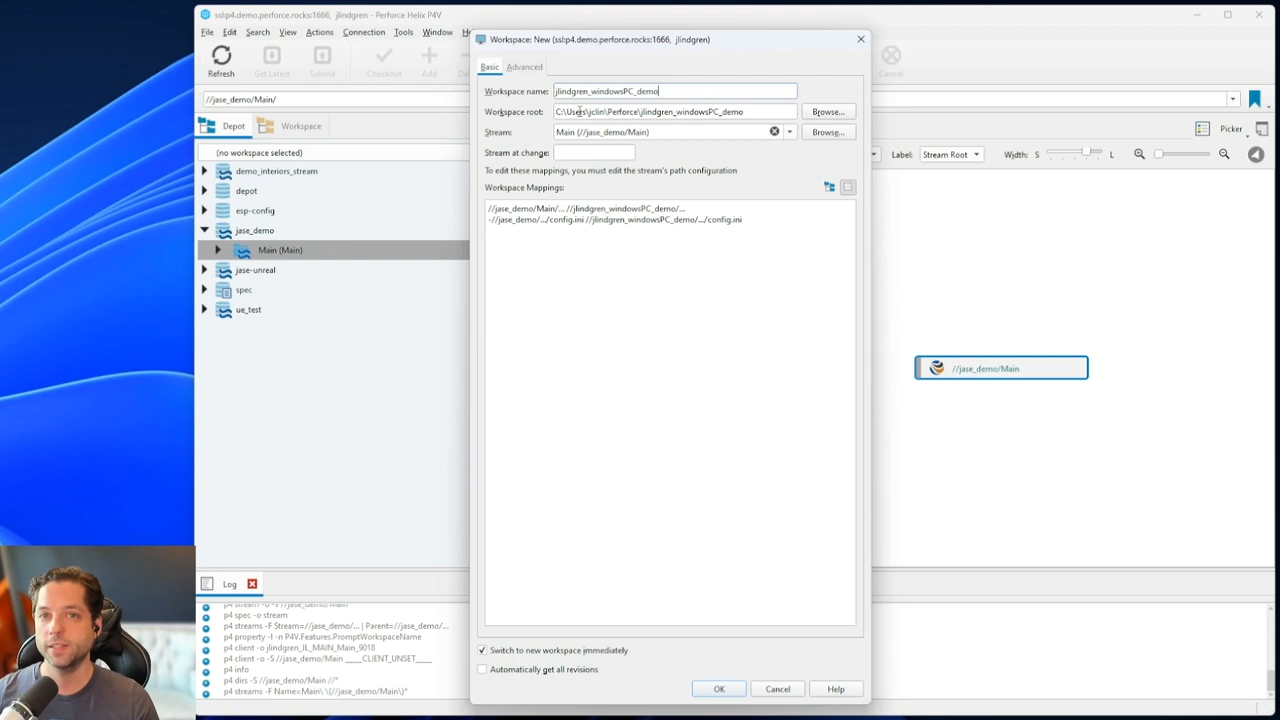 ssl:p4.demo.perforce.rocks:1666, jlindgren - Perforce Helix P4V
File Edit Search View Actions Connection Tools Window
Refresh Get Latest Submit Checkout Add Cancel
//jase_demo/Main/
Depot Workspace
Picker
(no workspace selected)
Label: Stream Root Width: S L
demo_interiors_stream
depot
esp-config
jase_demo
Main (Main)
jase-unreal
spec
ue_test
Workspace: New (ssl:p4.demo.perforce.rocks:1666, jlindgren)
Basic Advanced
Workspace name: jlindgren_windowsPC_demo
Workspace root: C:\Users\jclin\Perforce\jlindgren_windowsPC_demo Browse...
Stream: Main (//jase_demo/Main) Browse...
Stream at change:
To edit these mappings, you must edit the stream's path configuration
Workspace Mappings:
//jase_demo/Main/... //jlindgren_windowsPC_demo/...
-//jase_demo/.../config.ini //jlindgren_windowsPC_demo/.../config.ini
Switch to new workspace immediately
Automatically get all revisions
OK Cancel Help
//jase_demo/Main
Log
p4 spec -o stream
p4 streams -F Stream=//jase_demo/... | Parent=//jase_demo/...
p4 property -l -n P4V.Features.PromptWorkspaceName
p4 client -o jlindgren_JL_MAIN_Main_9018
p4 client -o -S //jase_demo/Main ____CLIENT_UNSET____
p4 info
p4 dirs -S //jase_demo/Main //*
p4 streams -F Name=Main\ \(//jase_demo/Main\)*